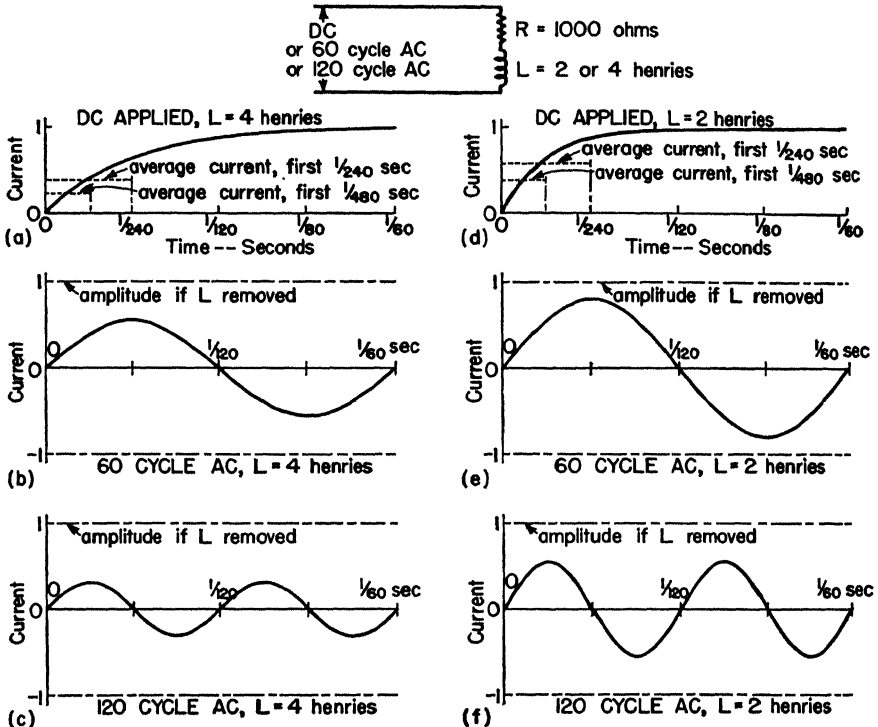 DC
or 60 cycle AC
or 120 cycle AC
R = 1000 ohms
L = 2 or 4 henries
DC APPLIED, L = 4 henries
Current
1
average current, first 1/240 sec
average current, first 1/480 sec
0
(a)
0
1/240
1/120
1/80
1/60
Time -- Seconds
DC APPLIED, L = 2 henries
Current
1
average current, first 1/240 sec
average current, first 1/480 sec
0
(d)
0
1/240
1/120
1/80
1/60
Time -- Seconds
1
amplitude if L removed
Current
0
0
1/120
1/60 sec
-1
(b)
60 CYCLE AC, L = 4 henries
1
amplitude if L removed
Current
0
0
1/120
1/60 sec
-1
(e)
60 CYCLE AC, L = 2 henries
1
amplitude if L removed
Current
0
0
1/120
1/60 sec
-1
(c)
120 CYCLE AC, L = 4 henries
1
amplitude if L removed
Current
0
0
1/120
1/60 sec
-1
(f)
120 CYCLE AC, L = 2 henries